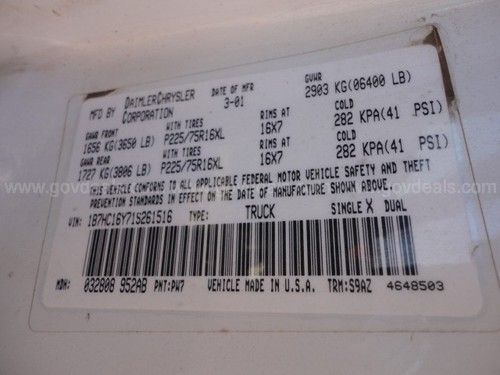 MFD BY DAIMLERCHRYSLER CORPORATION DATE OF MFR 3-01 GVWR 2903 KG(06400 LB)
GAWR FRONT WITH TIRES RIMS AT COLD
1656 KG(3650 LB) P225/75R16XL 16X7 282 KPA(41 PSI)
GAWR REAR WITH TIRES RIMS AT COLD
1727 KG(3806 LB) P225/75R16XL 16X7 282 KPA(41 PSI)
THIS VEHICLE CONFORMS TO ALL APPLICABLE FEDERAL MOTOR VEHICLE SAFETY AND THEFT
PREVENTION STANDARDS IN EFFECT ON THE DATE OF MANUFACTURE SHOWN ABOVE.
VIN: 1B7HC16Y71S261516 TYPE: TRUCK SINGLE X DUAL
MDH: 032808 952AB PNT:PW7 VEHICLE MADE IN U.S.A. TRM:S9AZ 4648503
www.govdeals.com